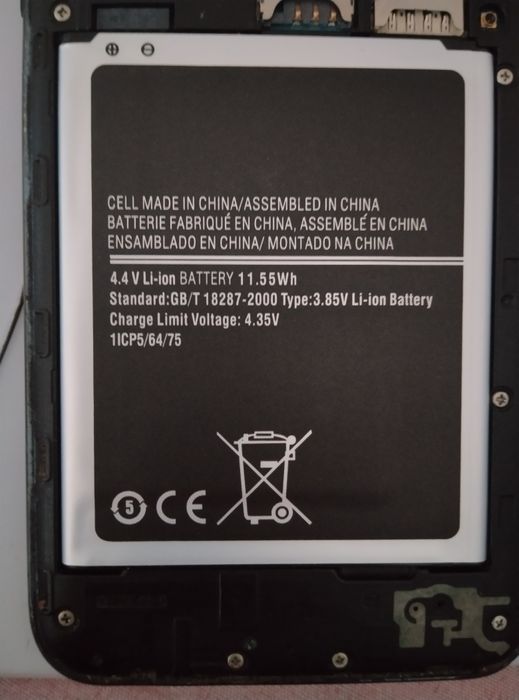 CELL MADE IN CHINA/ASSEMBLED IN CHINA
BATTERIE FABRIQUÉ EN CHINA, ASSEMBLÉ EN CHINA
ENSAMBLADO EN CHINA/ MONTADO NA CHINA
4.4 V Li-ion BATTERY 11.55Wh
Standard:GB/T 18287-2000 Type:3.85V Li-ion Battery
Charge Limit Voltage: 4.35V
1ICP5/64/75
5 CE